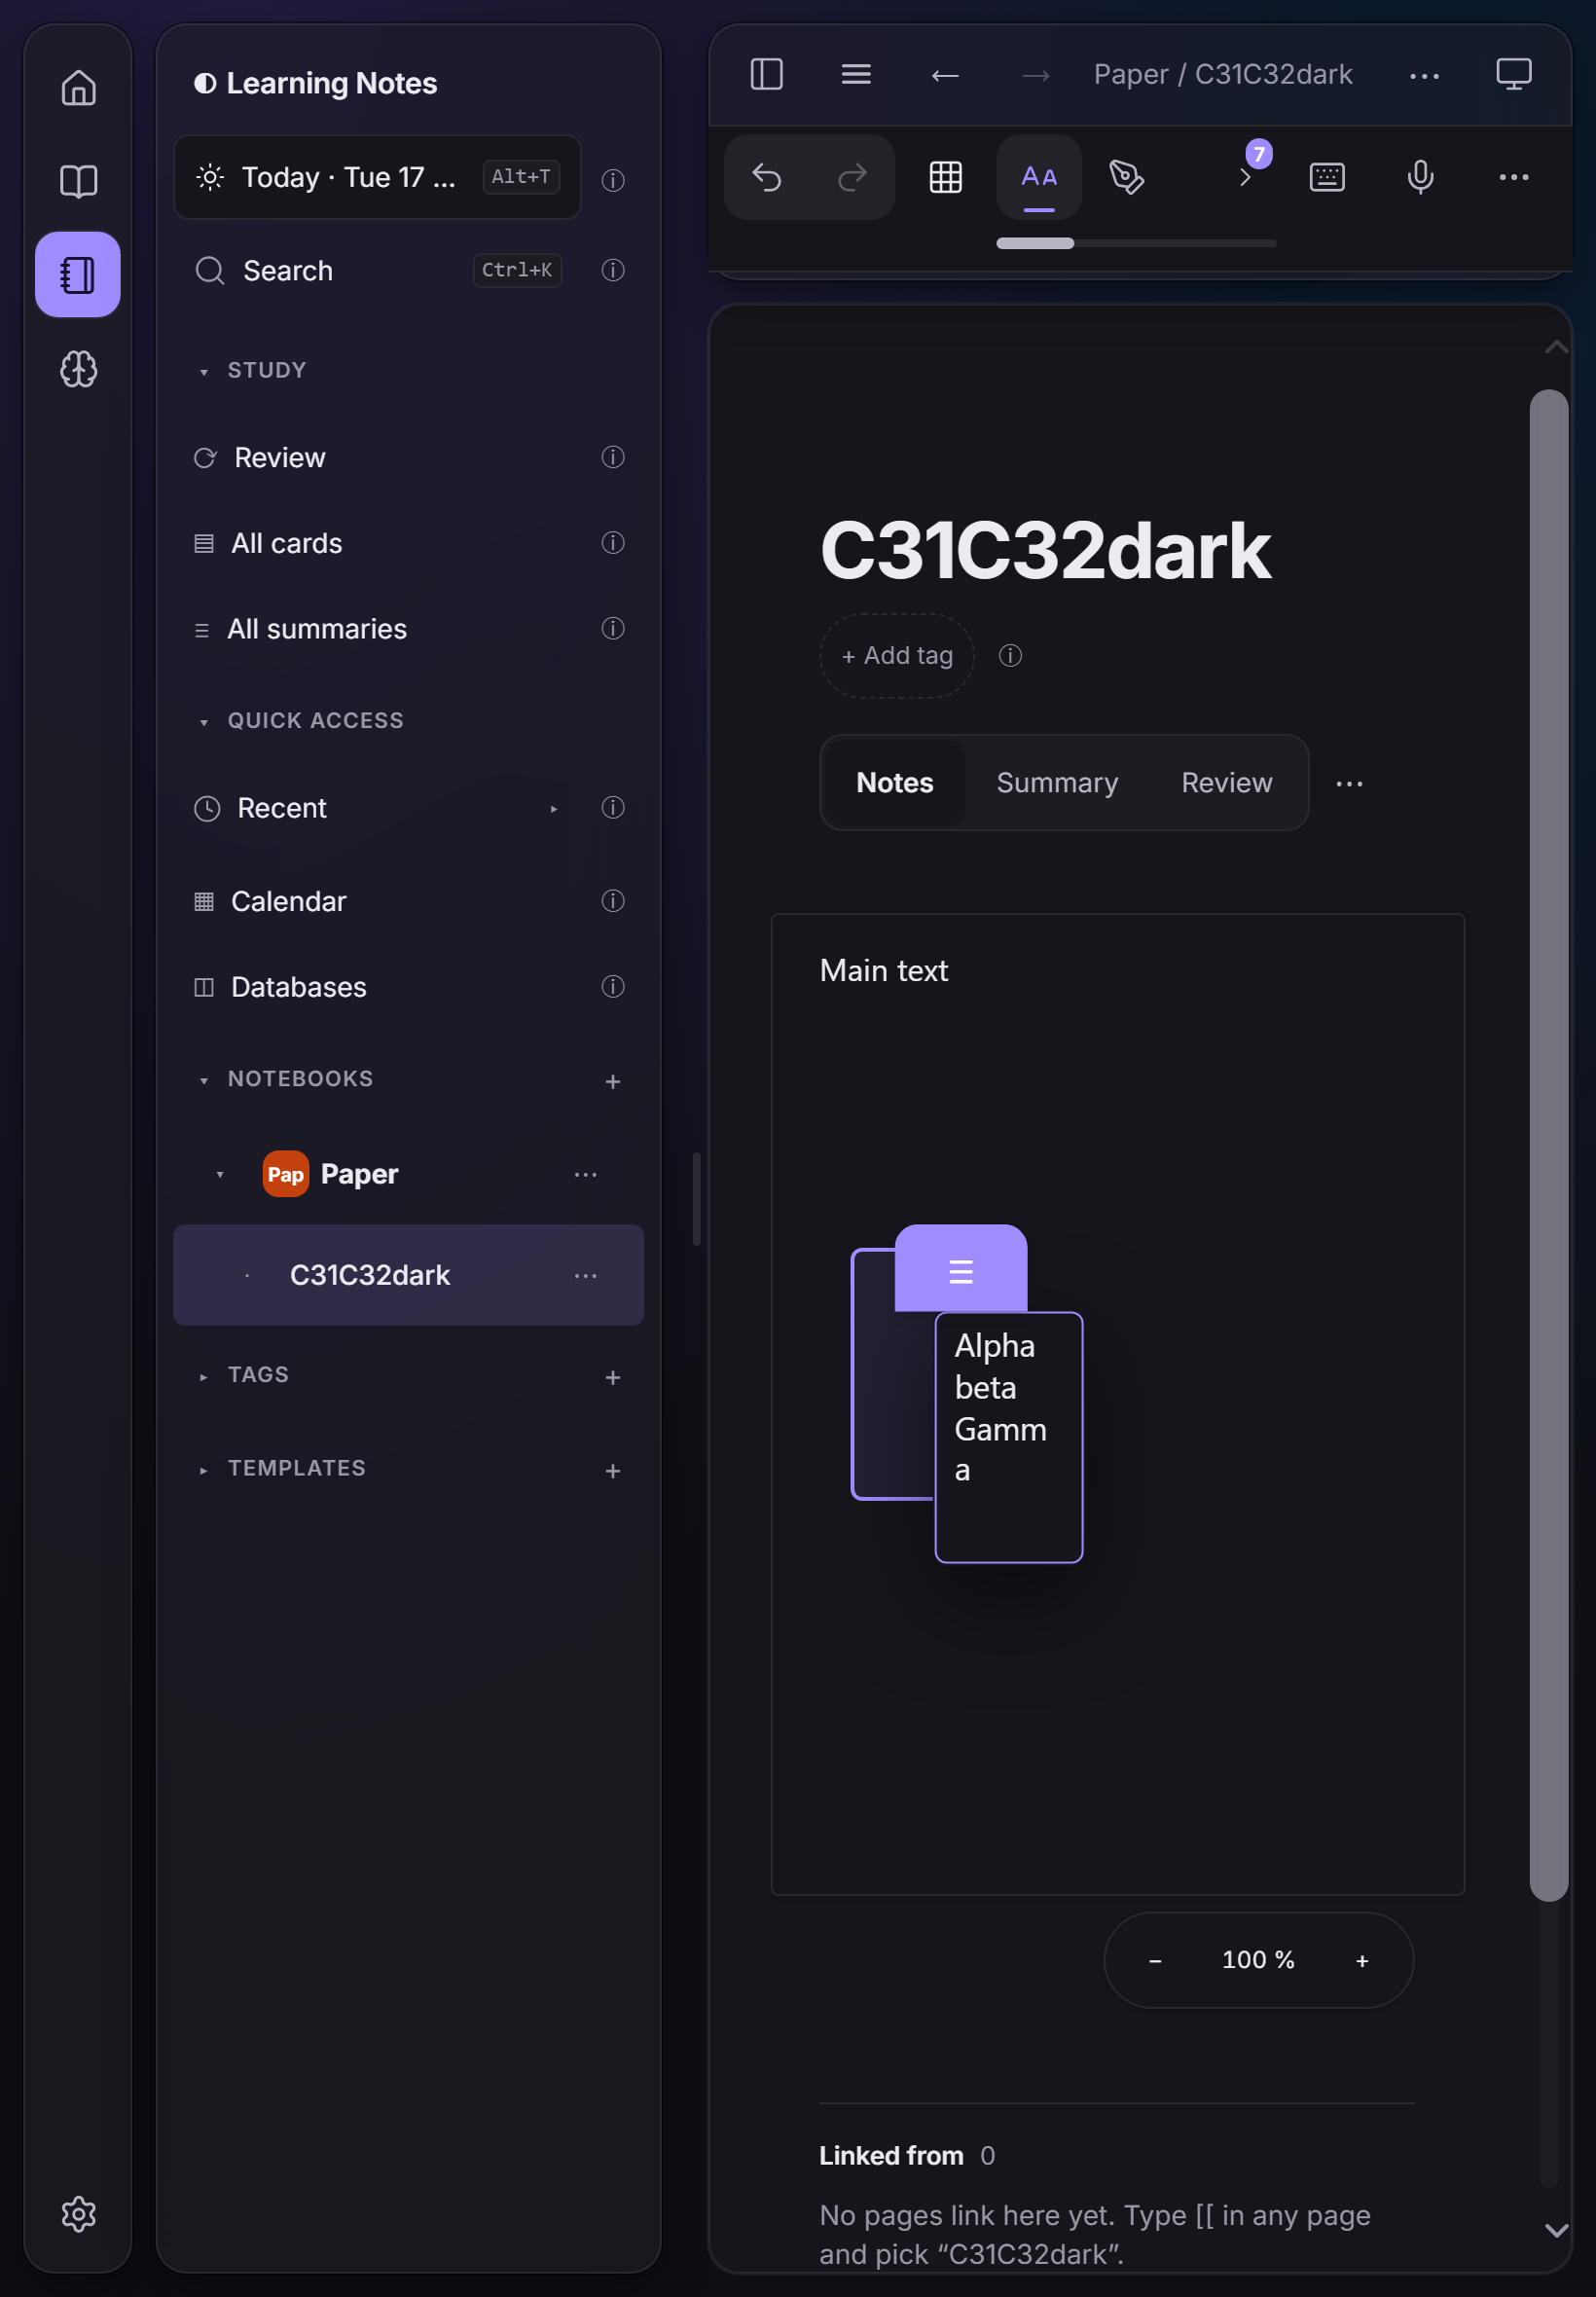 Learning Notes
Today · Tue 17 ... Alt+T
Search Ctrl+K
STUDY
Review
All cards
All summaries
QUICK ACCESS
Recent
Calendar
Databases
NOTEBOOKS
Pap Paper
C31C32dark
TAGS
TEMPLATES
Paper / C31C32dark
AA
7
C31C32dark
+ Add tag
Notes Summary Review
Main text
Alpha
beta
Gamm
a
− 100 % +
Linked from 0
No pages link here yet. Type [[ in any page
and pick “C31C32dark”.